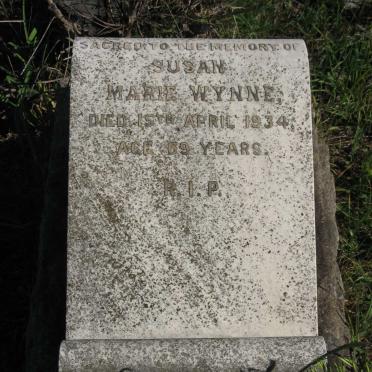 SACRED TO THE MEMORY OF
SUSAN
MARIE WYNNE,
DIED 15TH APRIL 1934,
AGE 59 YEARS.
R.I.P.